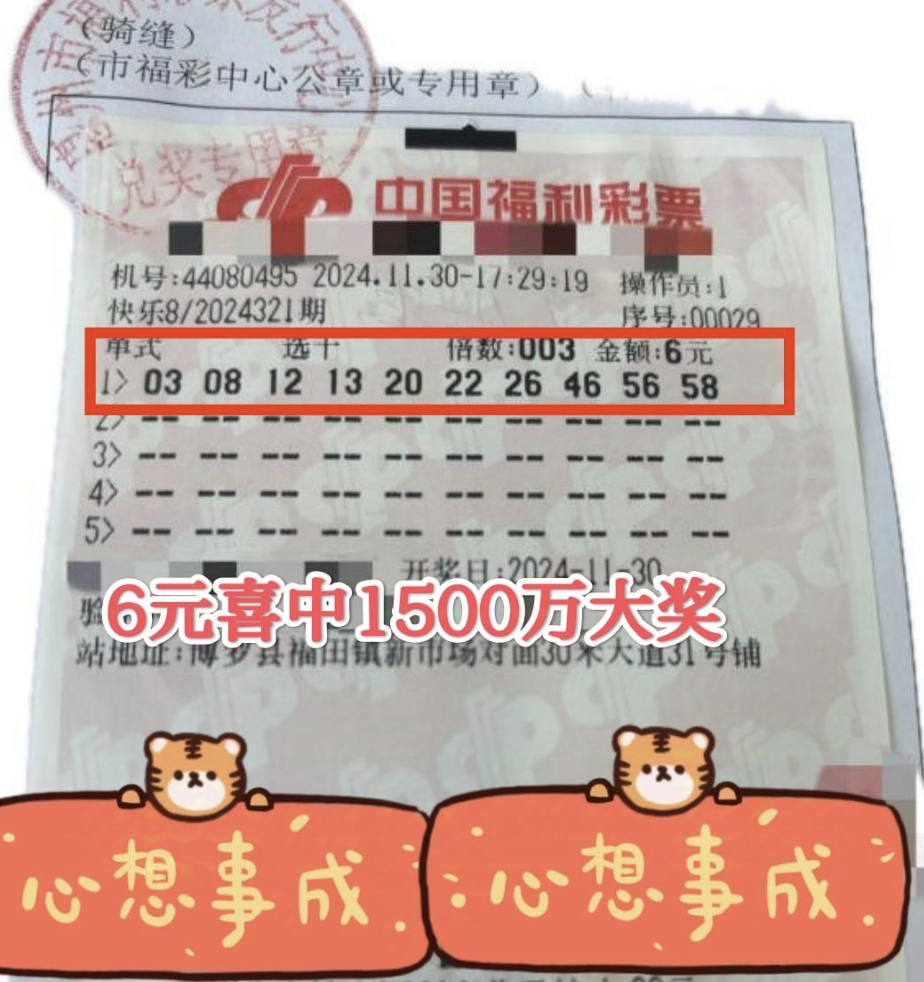 （骑缝）
（市福彩中心公章或专用章）
兑奖专用章
中国福利彩票
机号:44080495 2024.11.30-17:29:19 操作员:1
快乐8/2024321期 序号:00029
单式 选十 倍数:003 金额:6元
1> 03 08 12 13 20 22 26 46 56 58
2> -- -- -- -- -- -- -- -- -- --
3> -- -- -- -- -- -- -- -- -- --
4> -- -- -- -- -- -- -- -- -- --
5> -- -- -- -- -- -- -- -- -- --
开奖日:2024-11-30
6元喜中1500万大奖
验
站地址:博罗县福田镇新市场对面30米大道31号铺
心想事成 心想事成